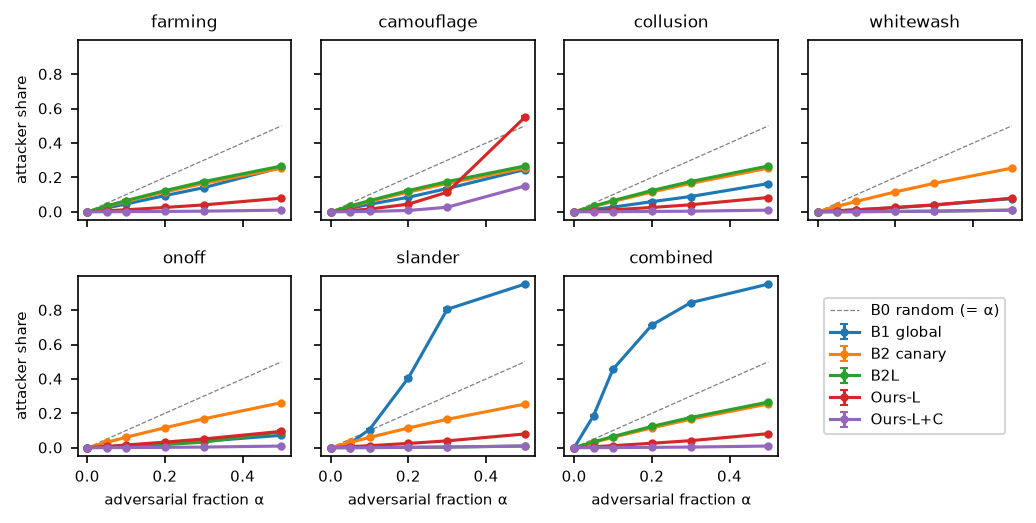 farming
camouflage
collusion
whitewash
attacker share
0.8
0.6
0.4
0.2
0.0
onoff
slander
combined
attacker share
0.8
0.6
0.4
0.2
0.0
0.0 0.2 0.4
0.0 0.2 0.4
0.0 0.2 0.4
adversarial fraction α
adversarial fraction α
adversarial fraction α
B0 random (= α)
B1 global
B2 canary
B2L
Ours-L
Ours-L+C